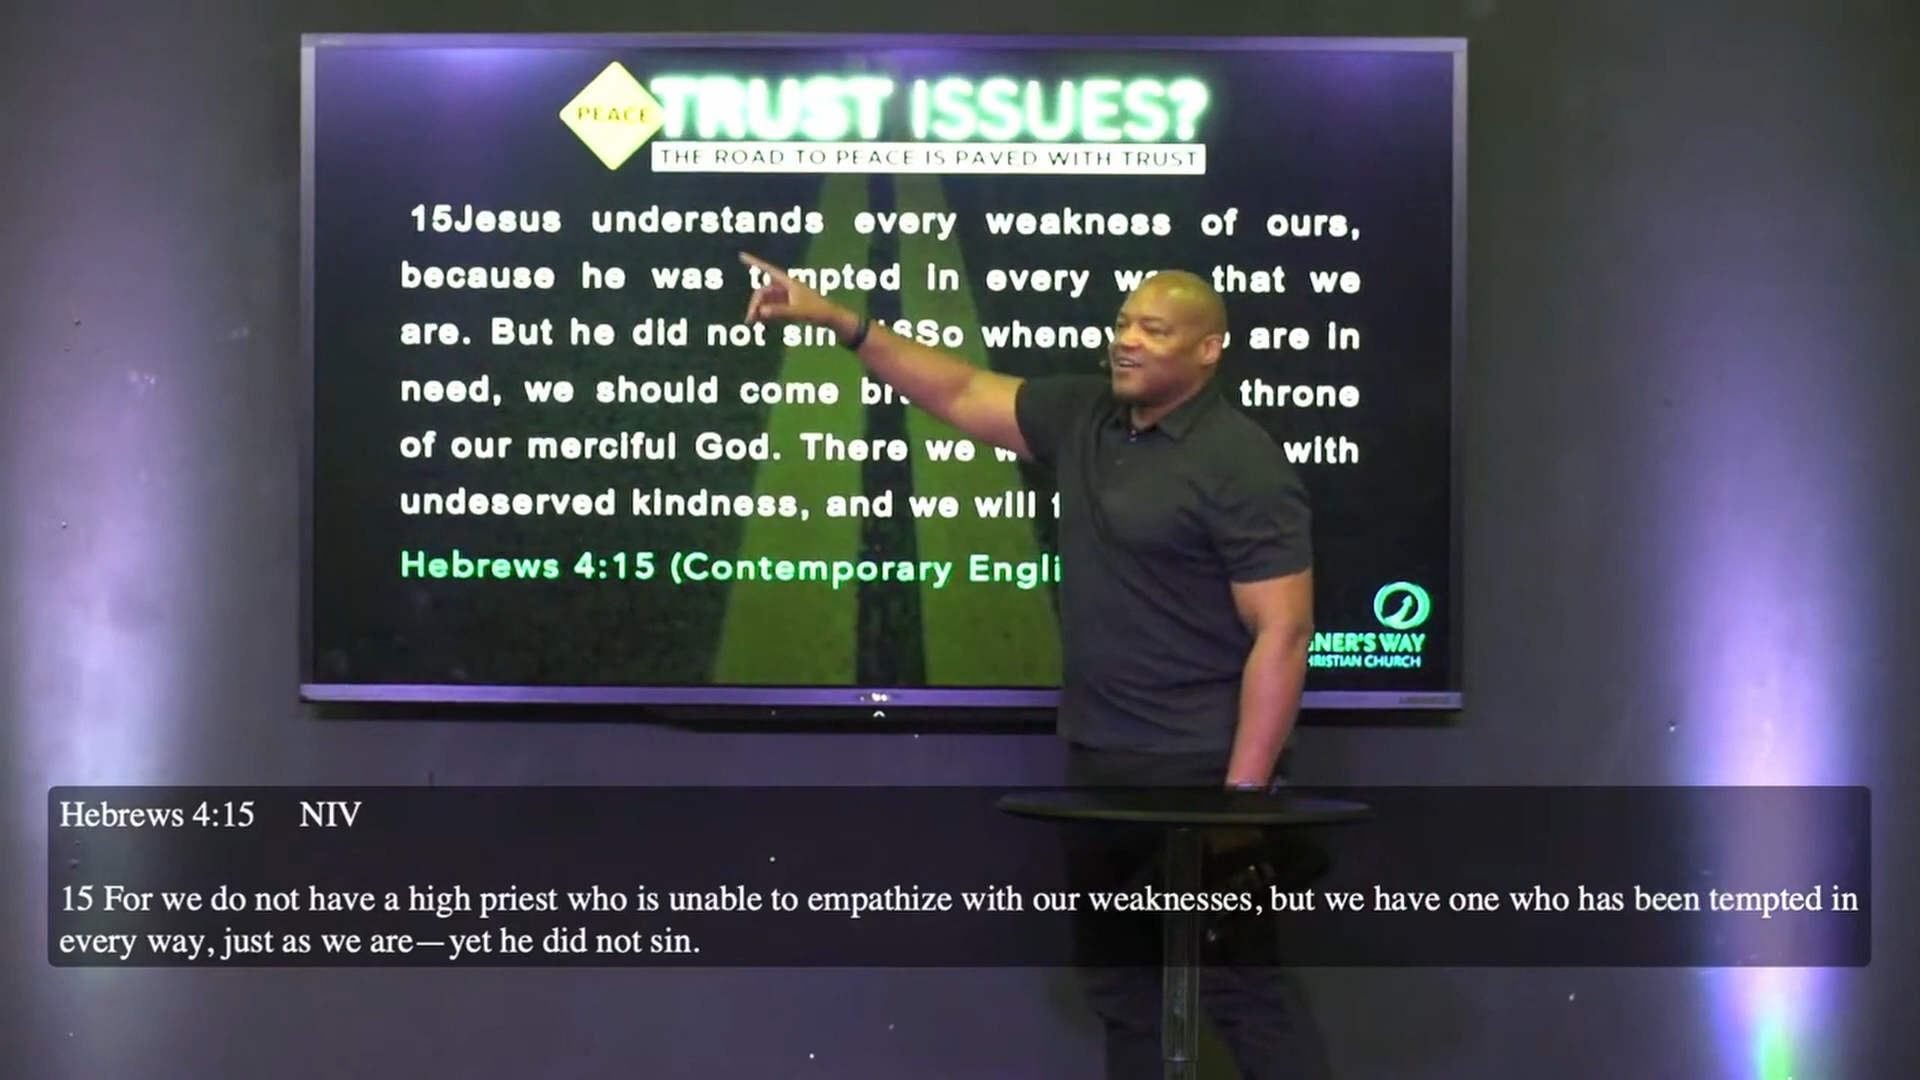 PEACE
TRUST ISSUES?
THE ROAD TO PEACE IS PAVED WITH TRUST
15Jesus understands every weakness of ours,
because he was tempted in every that we
are. But he did not sin So are in
need, we should come throne
of our merciful God. There we with
undeserved kindness, and we will
Hebrews 4:15 (Contemporary
NER'S WAY
CHURCH
Hebrews 4:15 NIV
15 For we do not have a high priest who is unable to empathize with our weaknesses, but we have one who has been tempted in
every way, just as we are—yet he did not sin.